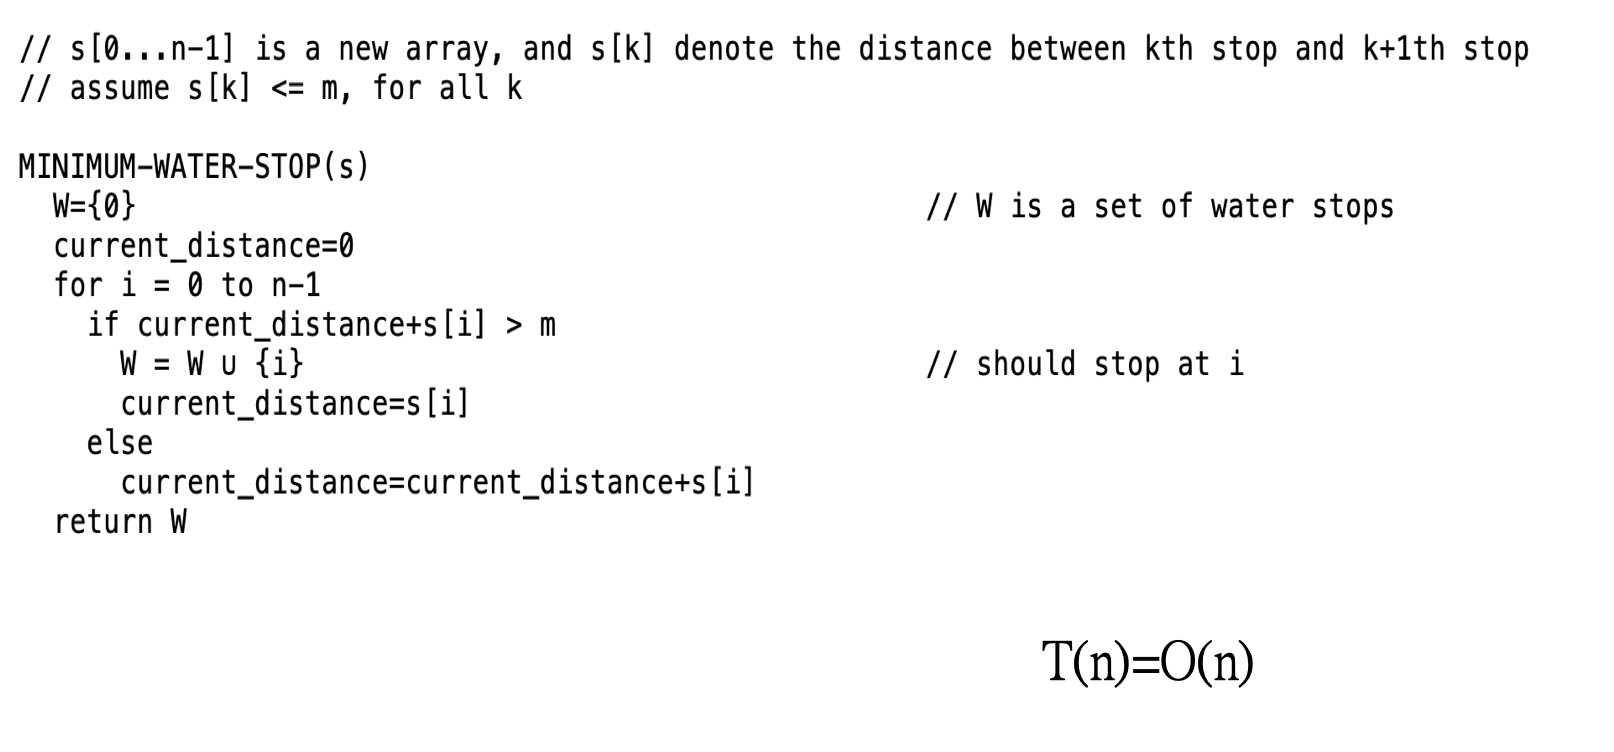 // s[0...n-1] is a new array, and s[k] denote the distance between kth stop and k+1th stop
// assume s[k] <= m, for all k
MINIMUM-WATER-STOP(s)
W={0} // W is a set of water stops
current_distance=0
for i = 0 to n-1
if current_distance+s[i] > m
W = W ∪ {i} // should stop at i
current_distance=s[i]
else
current_distance=current_distance+s[i]
return W
T(n)=O(n)